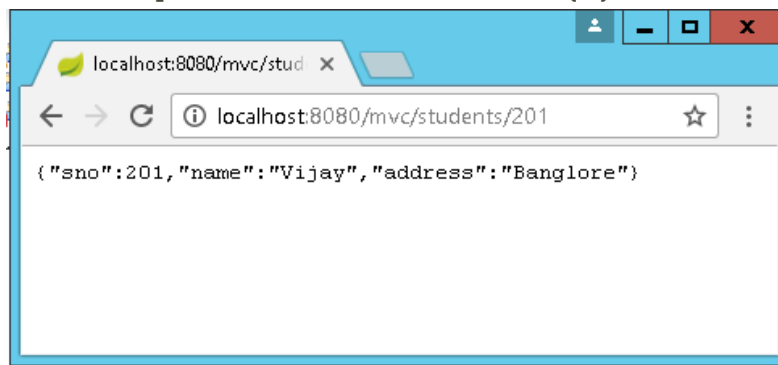 localhost:8080/mvc/stud
localhost:8080/mvc/students/201
{"sno":201,"name":"Vijay","address":"Banglore"}